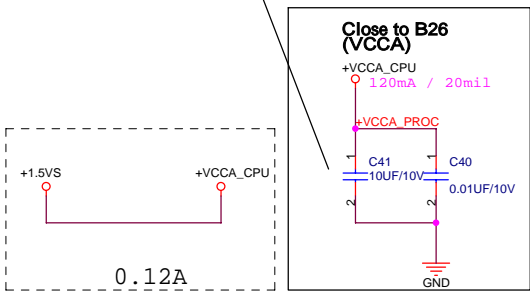 Close to B26
(VCCA)
+VCCA_CPU
120mA / 20mil
+VCCA_PROC
1
1
C41
10UF/10V
C40
0.01UF/10V
2
2
GND
+1.5VS
+VCCA_CPU
0.12A